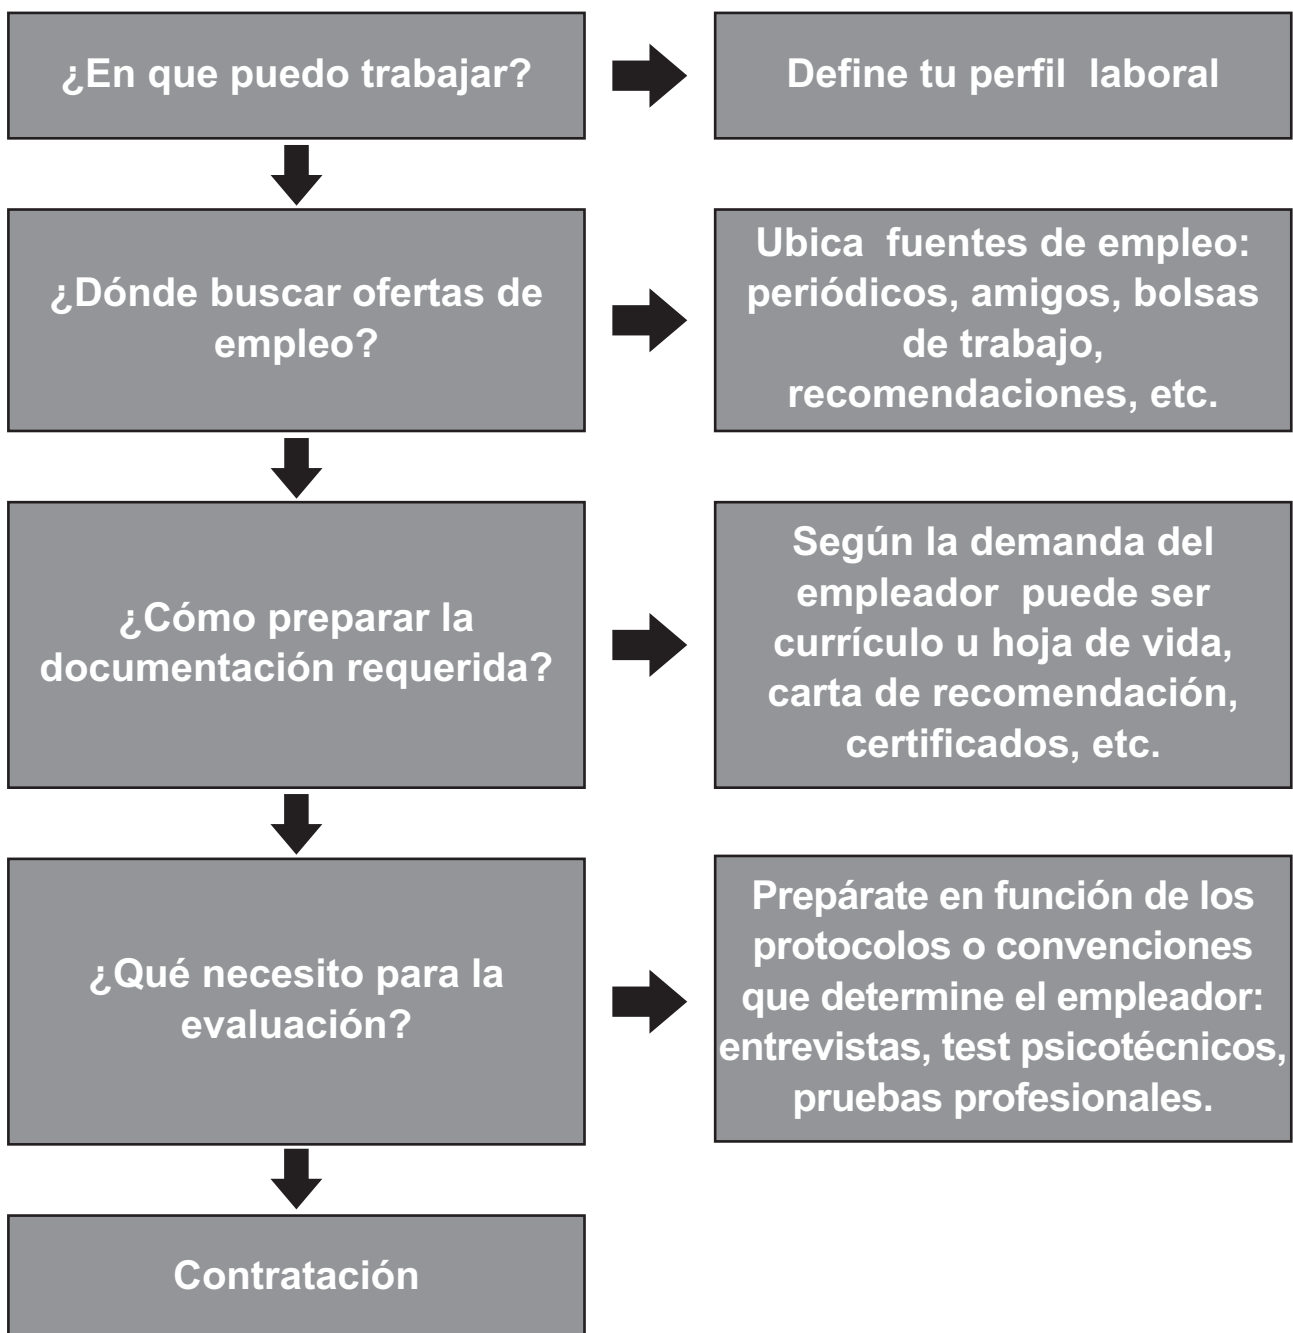 ¿En que puedo trabajar?
Define tu perfil laboral
¿Dónde buscar ofertas de
empleo?
Ubica fuentes de empleo:
periódicos, amigos, bolsas
de trabajo,
recomendaciones, etc.
¿Cómo preparar la
documentación requerida?
Según la demanda del
empleador puede ser
currículo u hoja de vida,
carta de recomendación,
certificados, etc.
¿Qué necesito para la
evaluación?
Prepárate en función de los
protocolos o convenciones
que determine el empleador:
entrevistas, test psicotécnicos,
pruebas profesionales.
Contratación